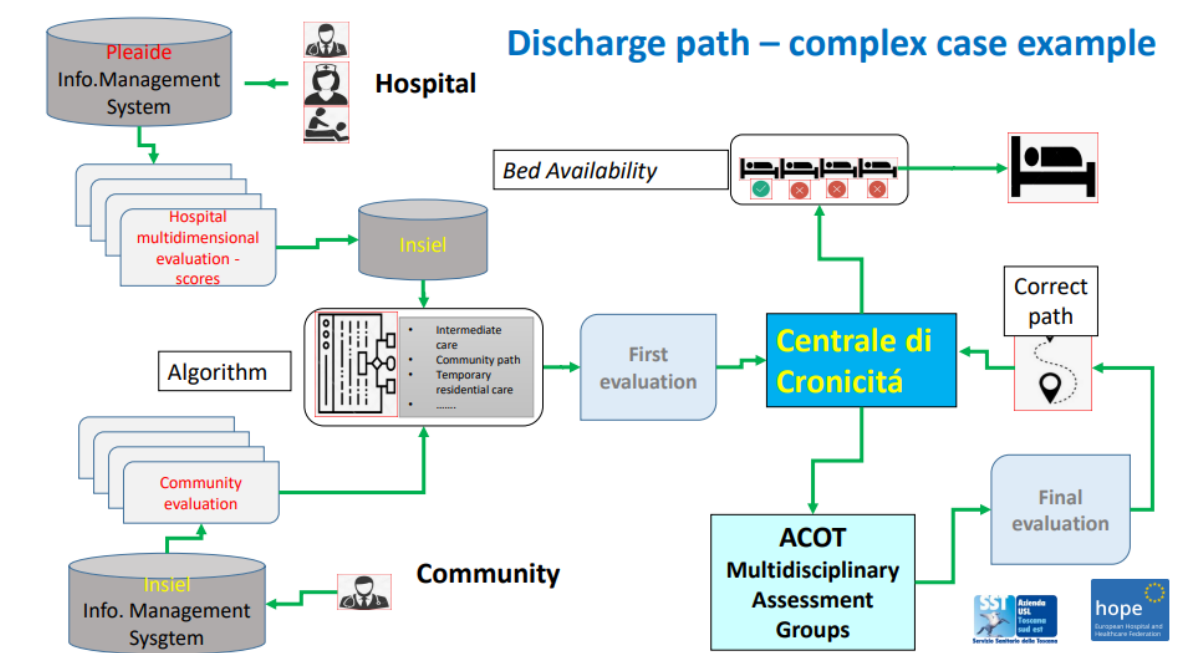 Discharge path – complex case example
Pleaide
Info.Management
System
Hospital
Bed Availability
Hospital
multidimensional
evaluation -
scores
Insiel
Correct
path
Algorithm
• Intermediate
care
• Community path
• Temporary
residential care
• .......
First
evaluation
Centrale di
Cronicitá
Community
evaluation
Final
evaluation
ACOT
Multidisciplinary
Assessment
Groups
Insiel
Info. Management
Sysgtem
Community
SST
Azienda
USL
Toscana
sud est
Servizio Sanitario della Toscana
hope
European Hospital and
Healthcare Federation